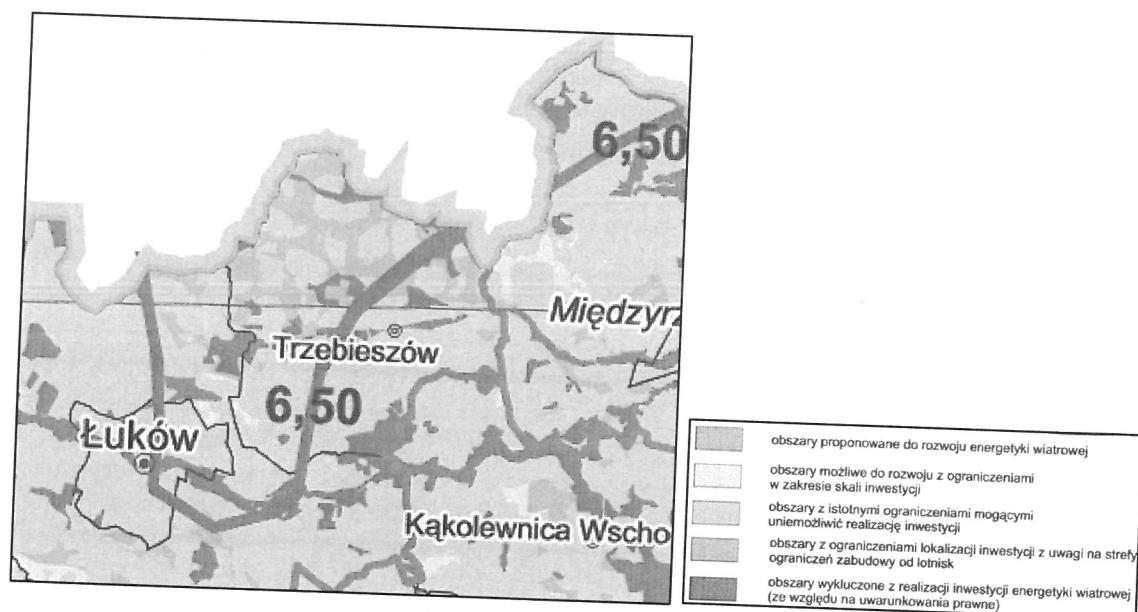 6,50
Międzyrz
Trzebieszów
6,50
Łuków
Kąkolewnica Wscho
obszary proponowane do rozwoju energetyki wiatrowej
obszary możliwe do rozwoju z ograniczeniami
w zakresie skali inwestycji
obszary z istotnymi ograniczeniami mogącymi
uniemożliwić realizację inwestycji
obszary z ograniczeniami lokalizacji inwestycji z uwagi na strefy
ograniczeń zabudowy od lotnisk
obszary wykluczone z realizacji inwestycji energetyki wiatrowej
(ze względu na uwarunkowania prawne)